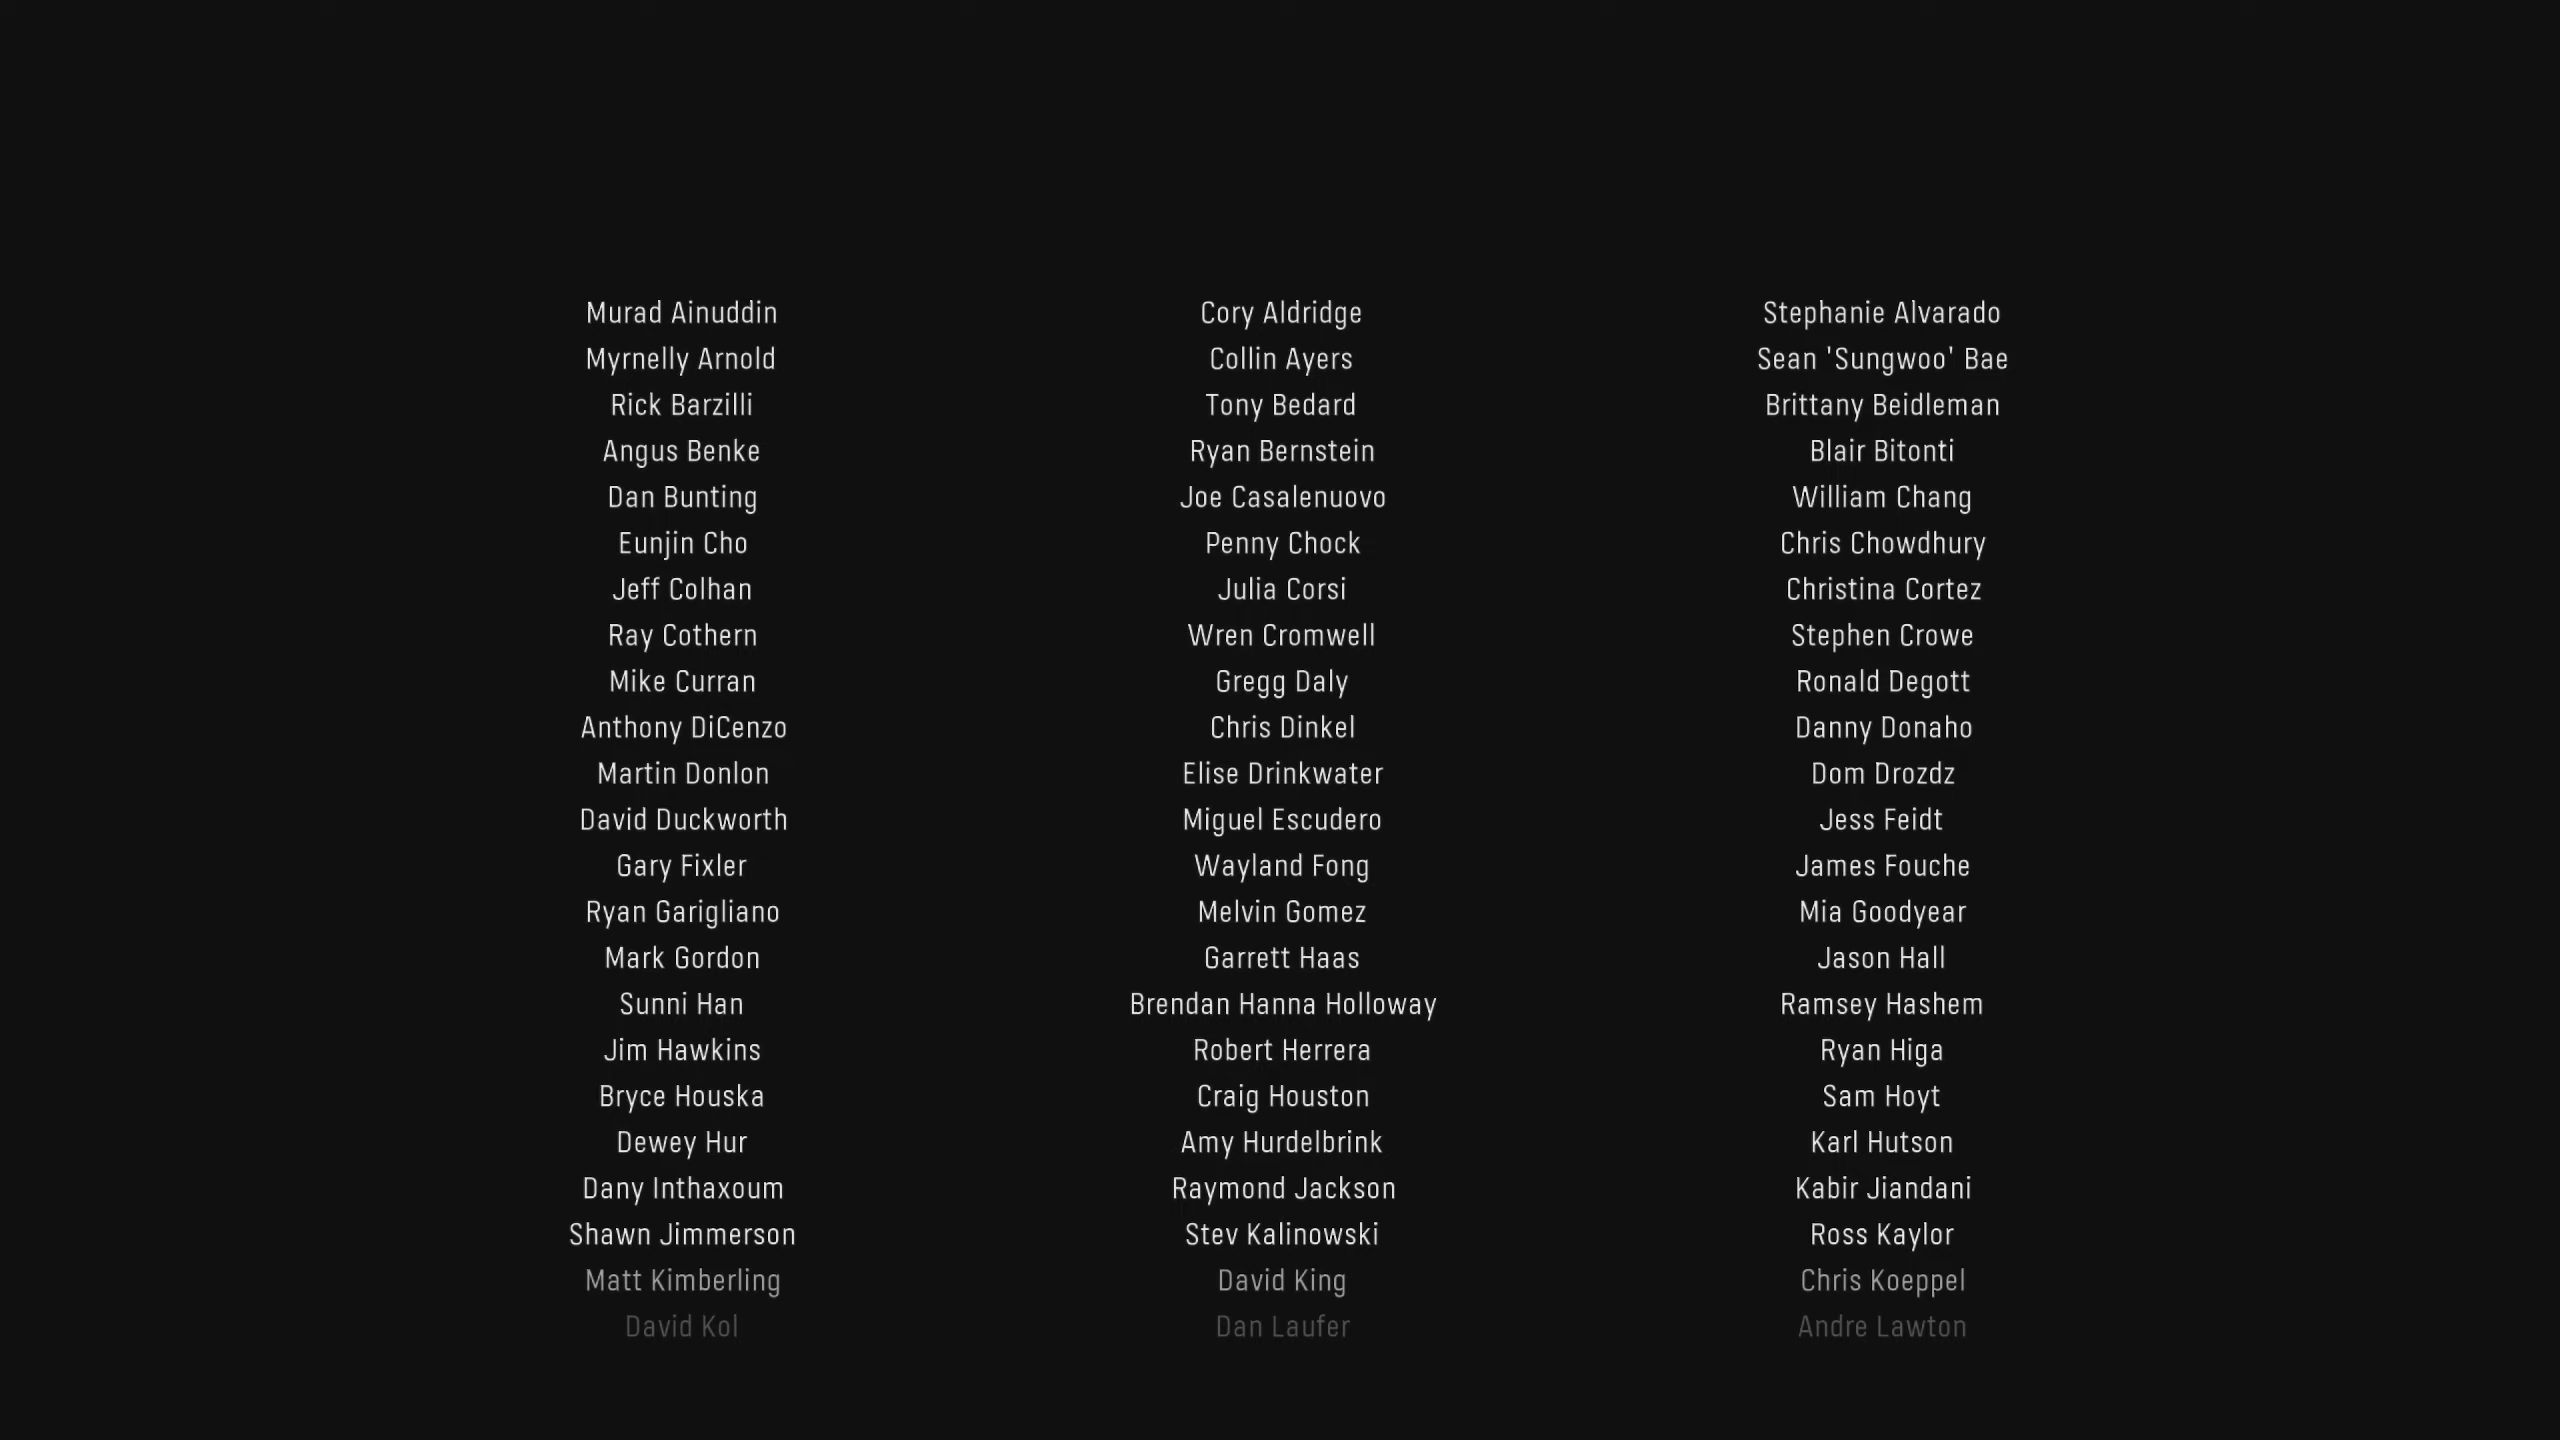 Murad Ainuddin Cory Aldridge Stephanie Alvarado
Myrnelly Arnold Collin Ayers Sean 'Sungwoo' Bae
Rick Barzilli Tony Bedard Brittany Beidleman
Angus Benke Ryan Bernstein Blair Bitonti
Dan Bunting Joe Casalenuovo William Chang
Eunjin Cho Penny Chock Chris Chowdhury
Jeff Colhan Julia Corsi Christina Cortez
Ray Cothern Wren Cromwell Stephen Crowe
Mike Curran Gregg Daly Ronald Degott
Anthony DiCenzo Chris Dinkel Danny Donaho
Martin Donlon Elise Drinkwater Dom Drozdz
David Duckworth Miguel Escudero Jess Feidt
Gary Fixler Wayland Fong James Fouche
Ryan Garigliano Melvin Gomez Mia Goodyear
Mark Gordon Garrett Haas Jason Hall
Sunni Han Brendan Hanna Holloway Ramsey Hashem
Jim Hawkins Robert Herrera Ryan Higa
Bryce Houska Craig Houston Sam Hoyt
Dewey Hur Amy Hurdelbrink Karl Hutson
Dany Inthaxoum Raymond Jackson Kabir Jiandani
Shawn Jimmerson Stev Kalinowski Ross Kaylor
Matt Kimberling David King Chris Koeppel
David Kol Dan Laufer Andre Lawton